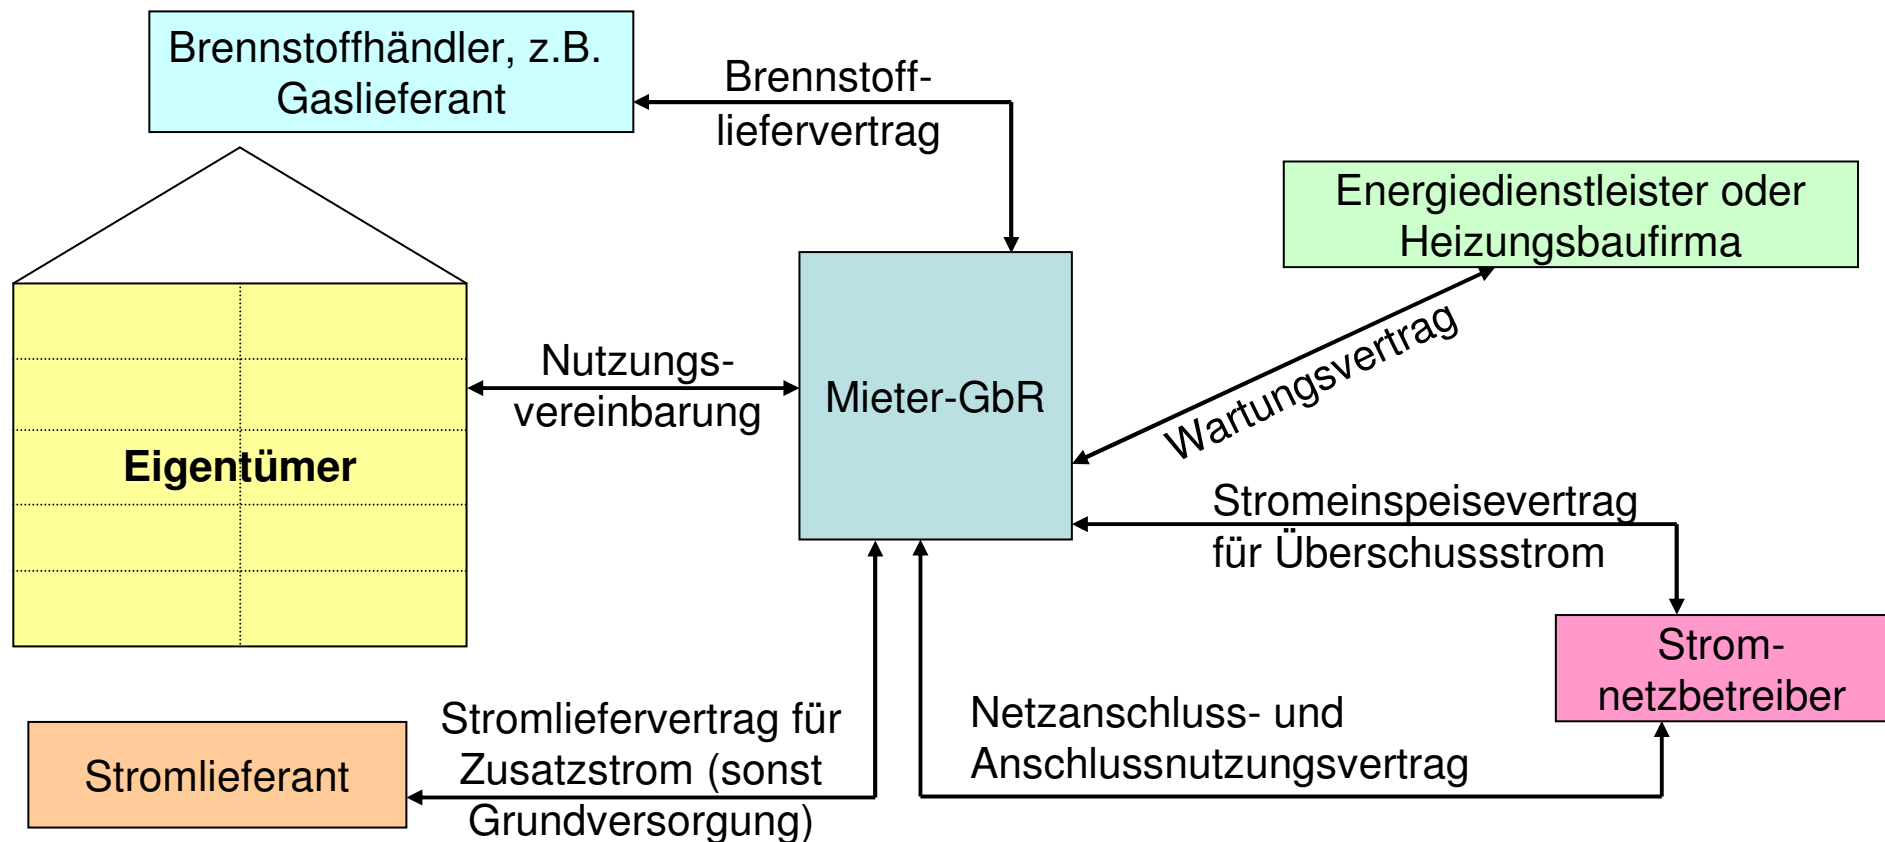 Brennstoffhändler, z.B.
Gaslieferant
Brennstoff-
liefervertrag
Energiedienstleister oder
Heizungsbaufirma
Nutzungs-
vereinbarung
Mieter-GbR
Wartungsvertrag
Eigentümer
Stromeinspeisevertrag
für Überschussstrom
Strom-
netzbetreiber
Stromliefervertrag für
Zusatzstrom (sonst
Grundversorgung)
Netzanschluss- und
Anschlussnutzungsvertrag
Stromlieferant